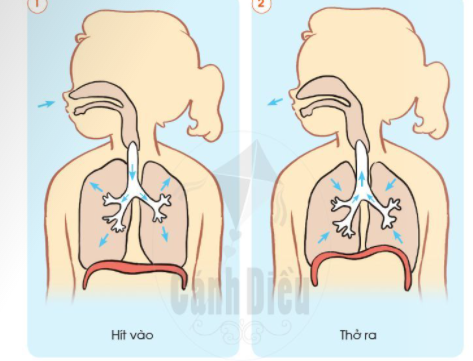 1
2
Cánh Diều
Hít vào
Thở ra